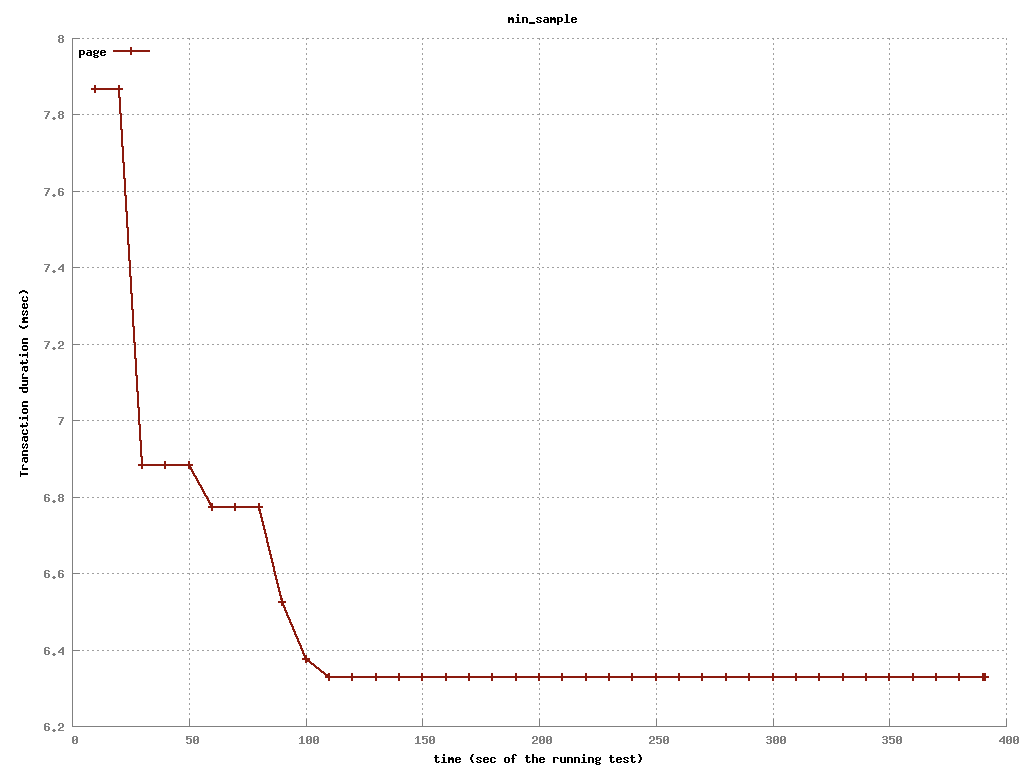 min_sample
page
8
7.8
7.6
7.4
7.2
7
6.8
6.6
6.4
6.2
Transaction duration (msec)
0 50 100 150 200 250 300 350 400
time (sec of the running test)